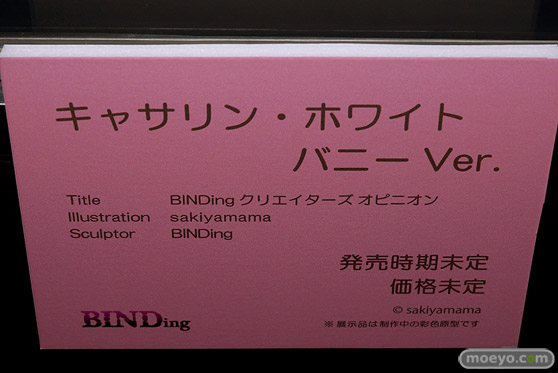 キャサリン・ホワイト
バニー Ver.
Title BINDing クリエイターズ オピニオン
Illustration sakiyamama
Sculptor BINDing
発売時期未定
価格未定
© sakiyamama
※ 展示品は制作中の彩色原型です
BINDing
moeyo.com